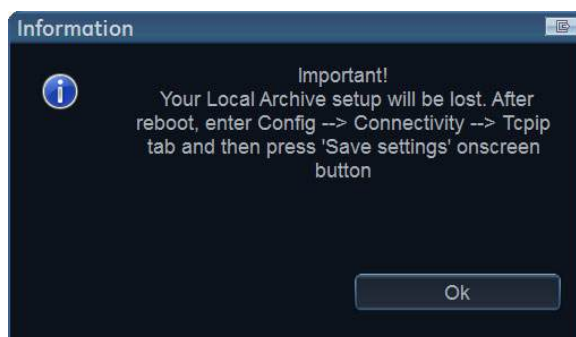 Information
Important!
Your Local Archive setup will be lost. After
reboot, enter Config --> Connectivity --> Tcpip
tab and then press 'Save settings' onscreen
button
Ok